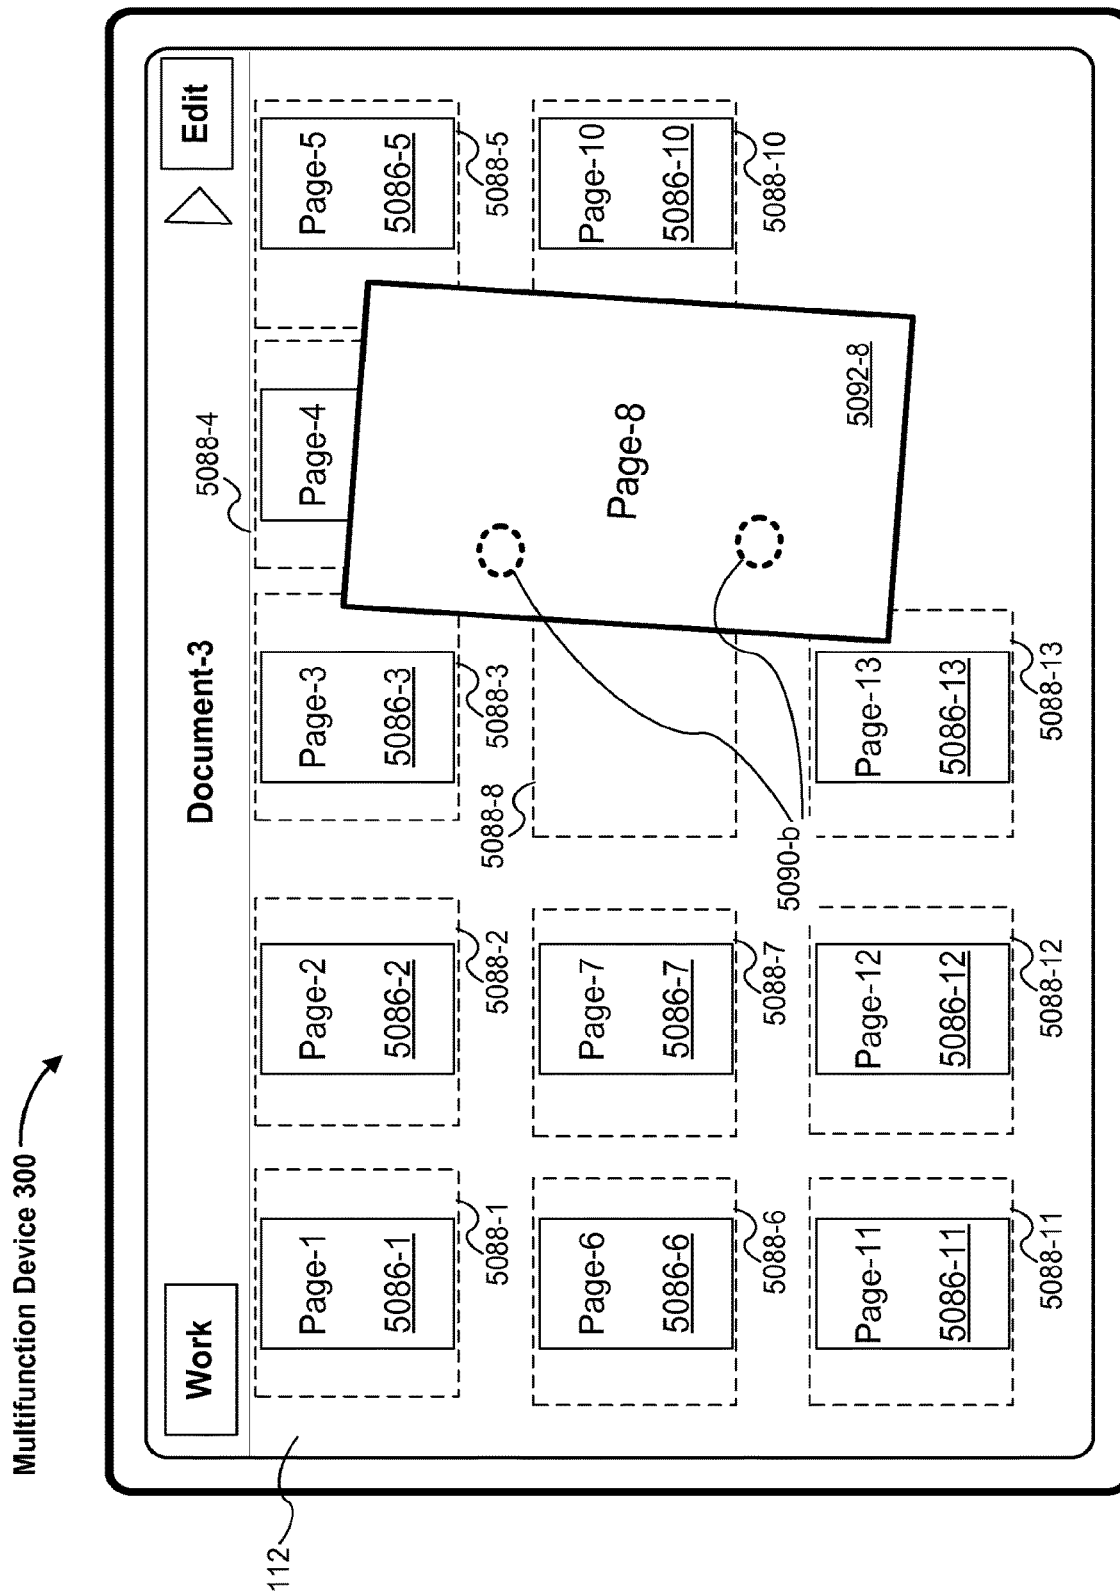 Multifunction Device 300
Work
Document-3
Edit
112
5088-4
Page-1
5086-1
Page-2
5086-2
Page-3
5086-3
Page-4
Page-5
5086-5
5088-1
5088-2
5088-3
5088-5
5088-8
Page-6
5086-6
Page-7
5086-7
Page-8
5092-8
Page-10
5086-10
5088-6
5088-7
5090-b
5088-10
Page-11
5086-11
Page-12
5086-12
Page-13
5086-13
5088-11
5088-12
5088-13